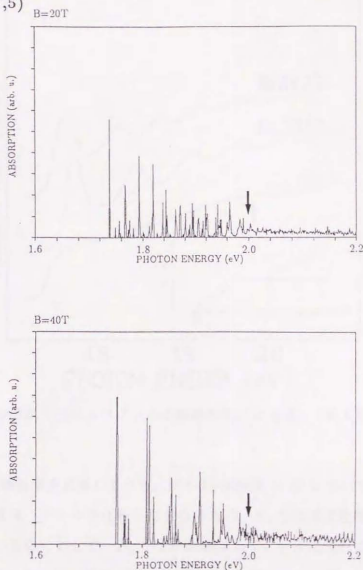 ,5)
B=20T
ABSORPTION (arb. u.)
1.6 1.8 2.0 2.2
PHOTON ENERGY (eV)
B=40T
ABSORPTION (arb. u.)
1.6 1.8 2.0 2.2
PHOTON ENERGY (eV)